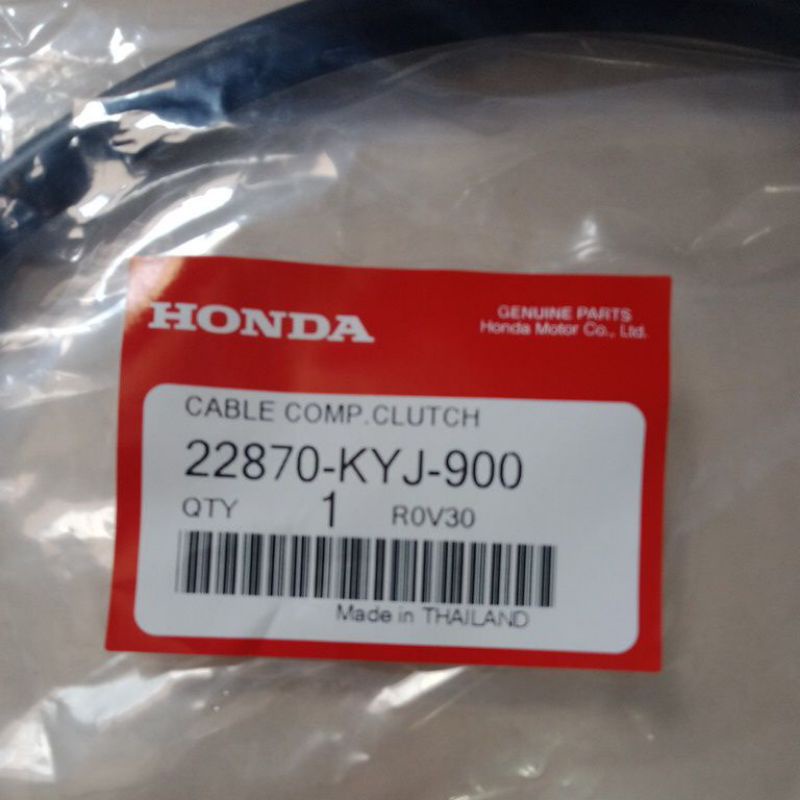 HONDA
GENUINE PARTS
Honda Motor Co., Ltd.
CABLE COMP.CLUTCH
22870-KYJ-900
QTY 1 R0V30
Made in THAILAND